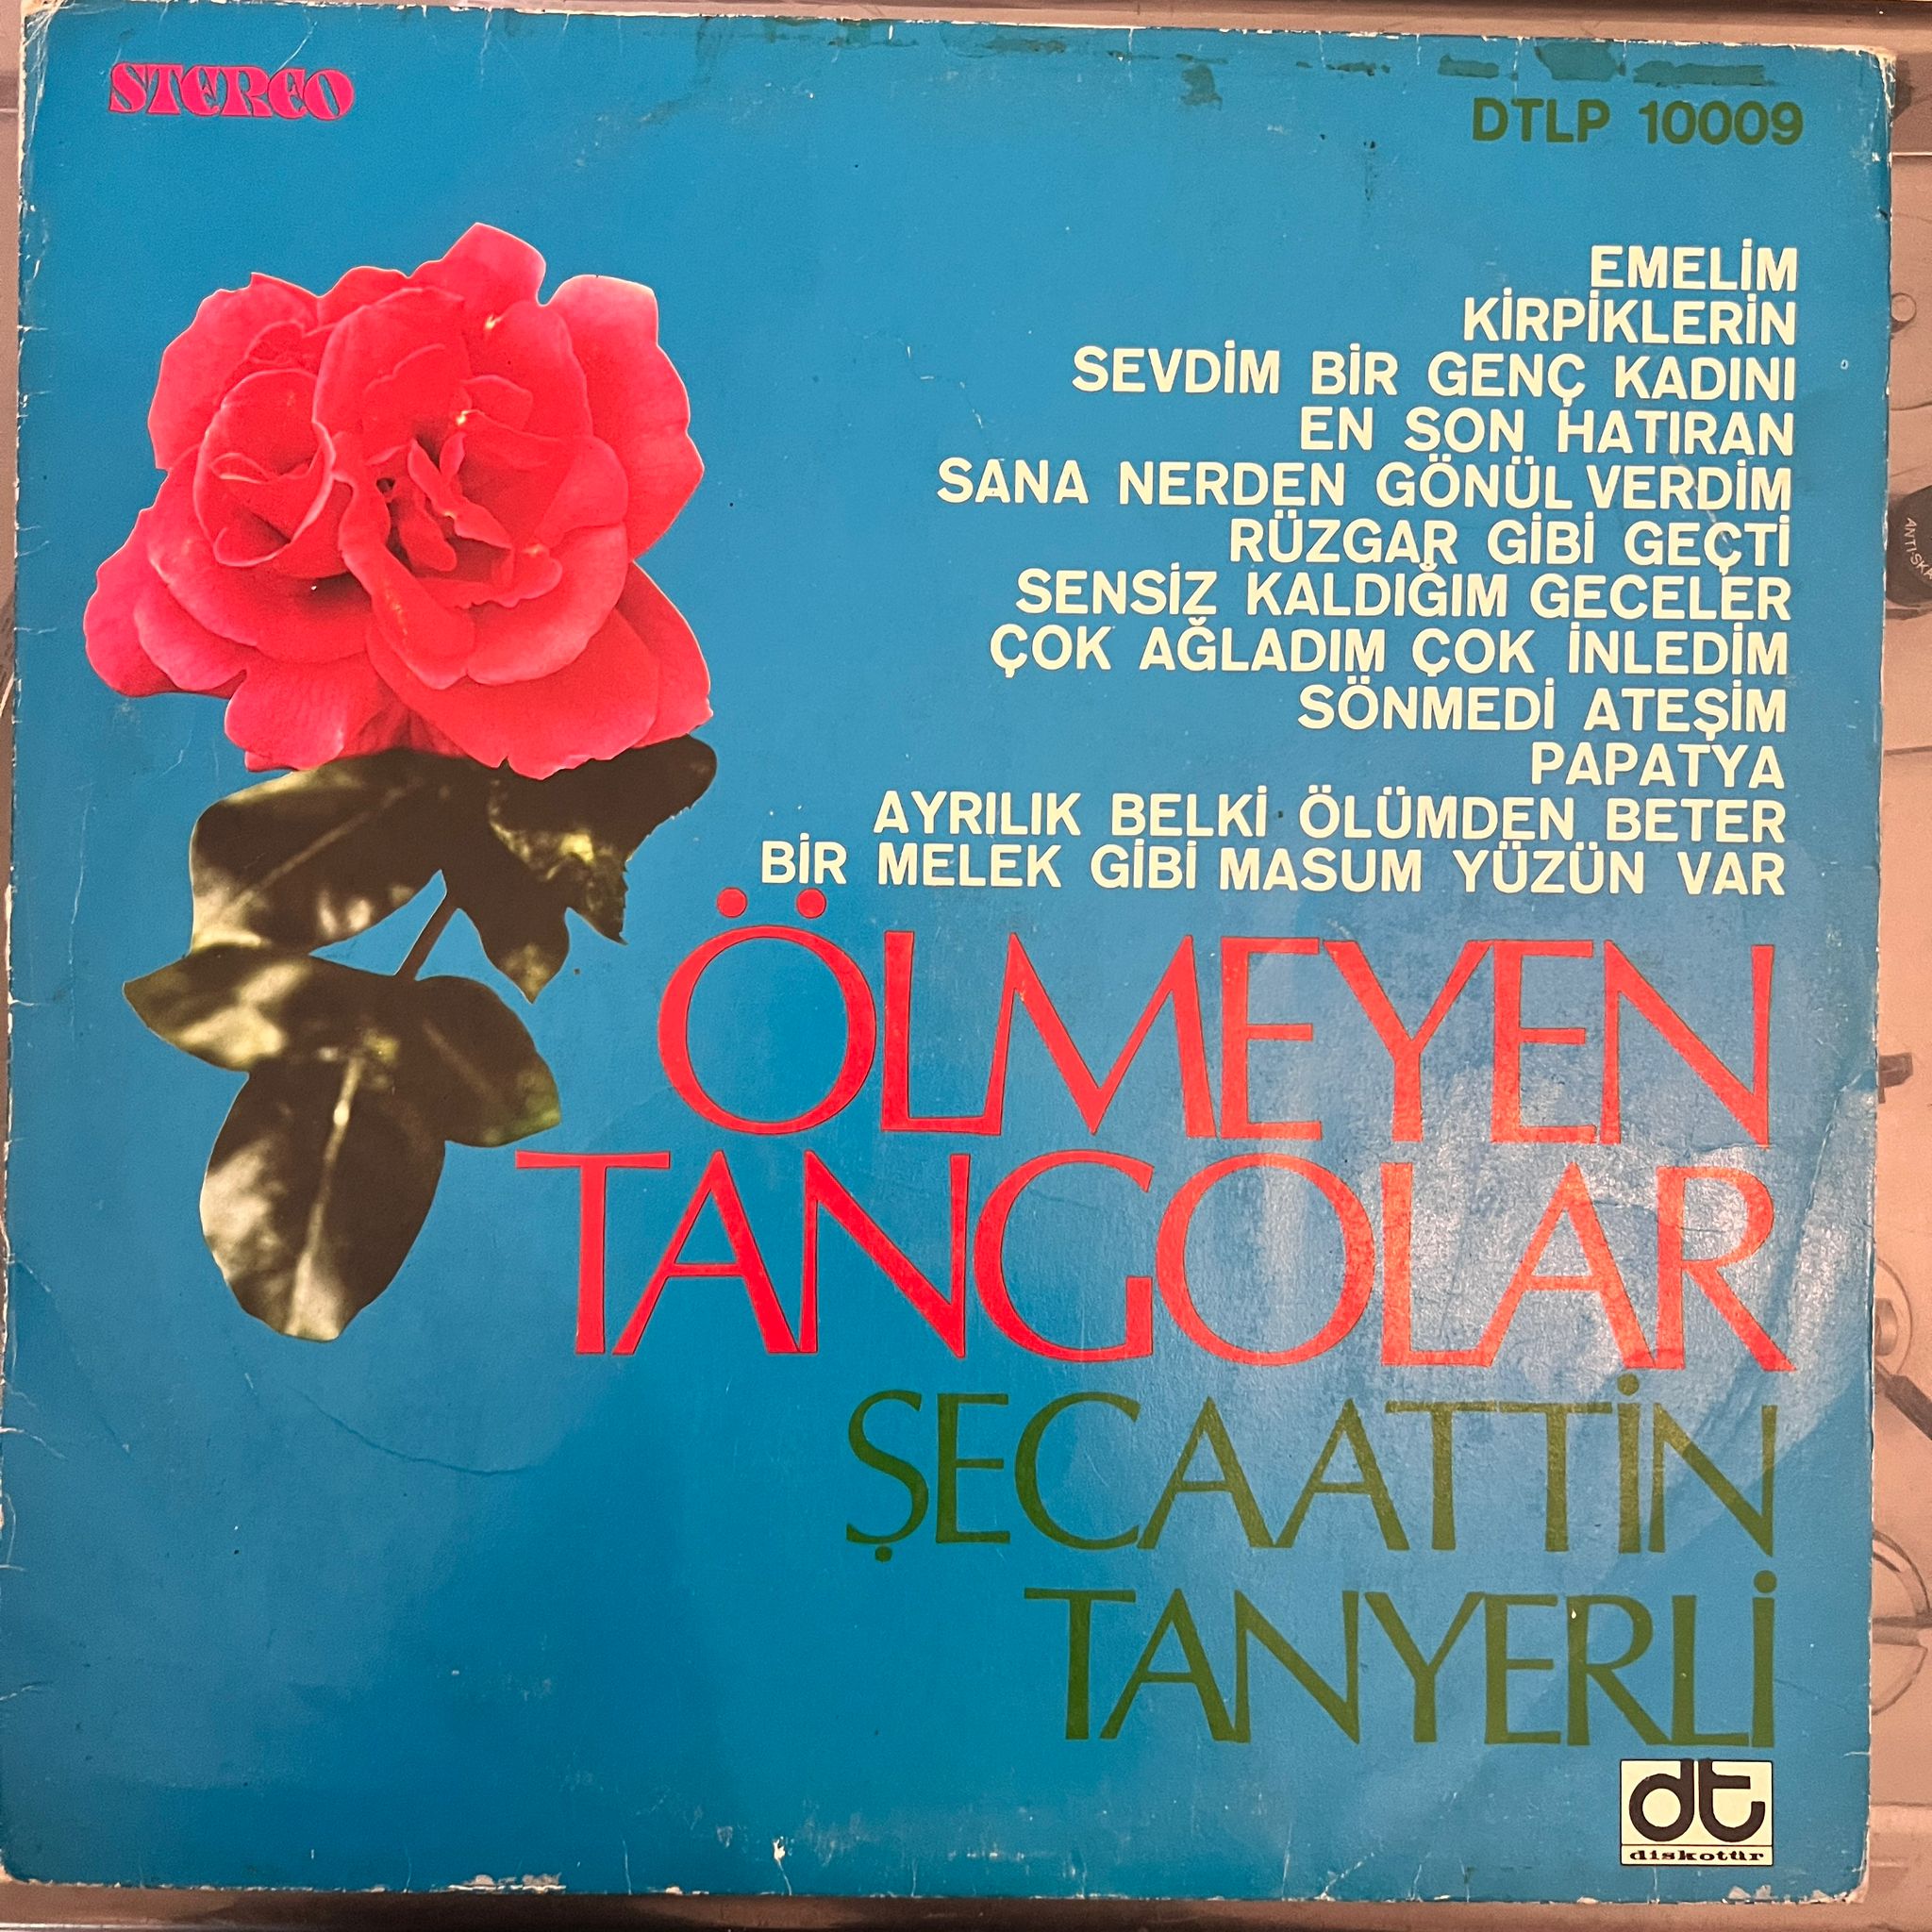 STEREO
DTLP 10009
EMELİM
KİRPİKLERİN
SEVDİM BİR GENÇ KADINI
EN SON HATIRAN
SANA NERDEN GÖNÜL VERDİM
RÜZGAR GİBİ GEÇTİ
SENSİZ KALDIĞIM GECELER
ÇOK AĞLADIM ÇOK İNLEDİM
SÖNMEDİ ATEŞİM
PAPATYA
AYRILIK BELKİ ÖLÜMDEN BETER
BİR MELEK GİBİ MASUM YÜZÜN VAR
ÖLMEYEN
TANGOLAR
ŞECAATTİN
TANYERLİ
dt
diskotür